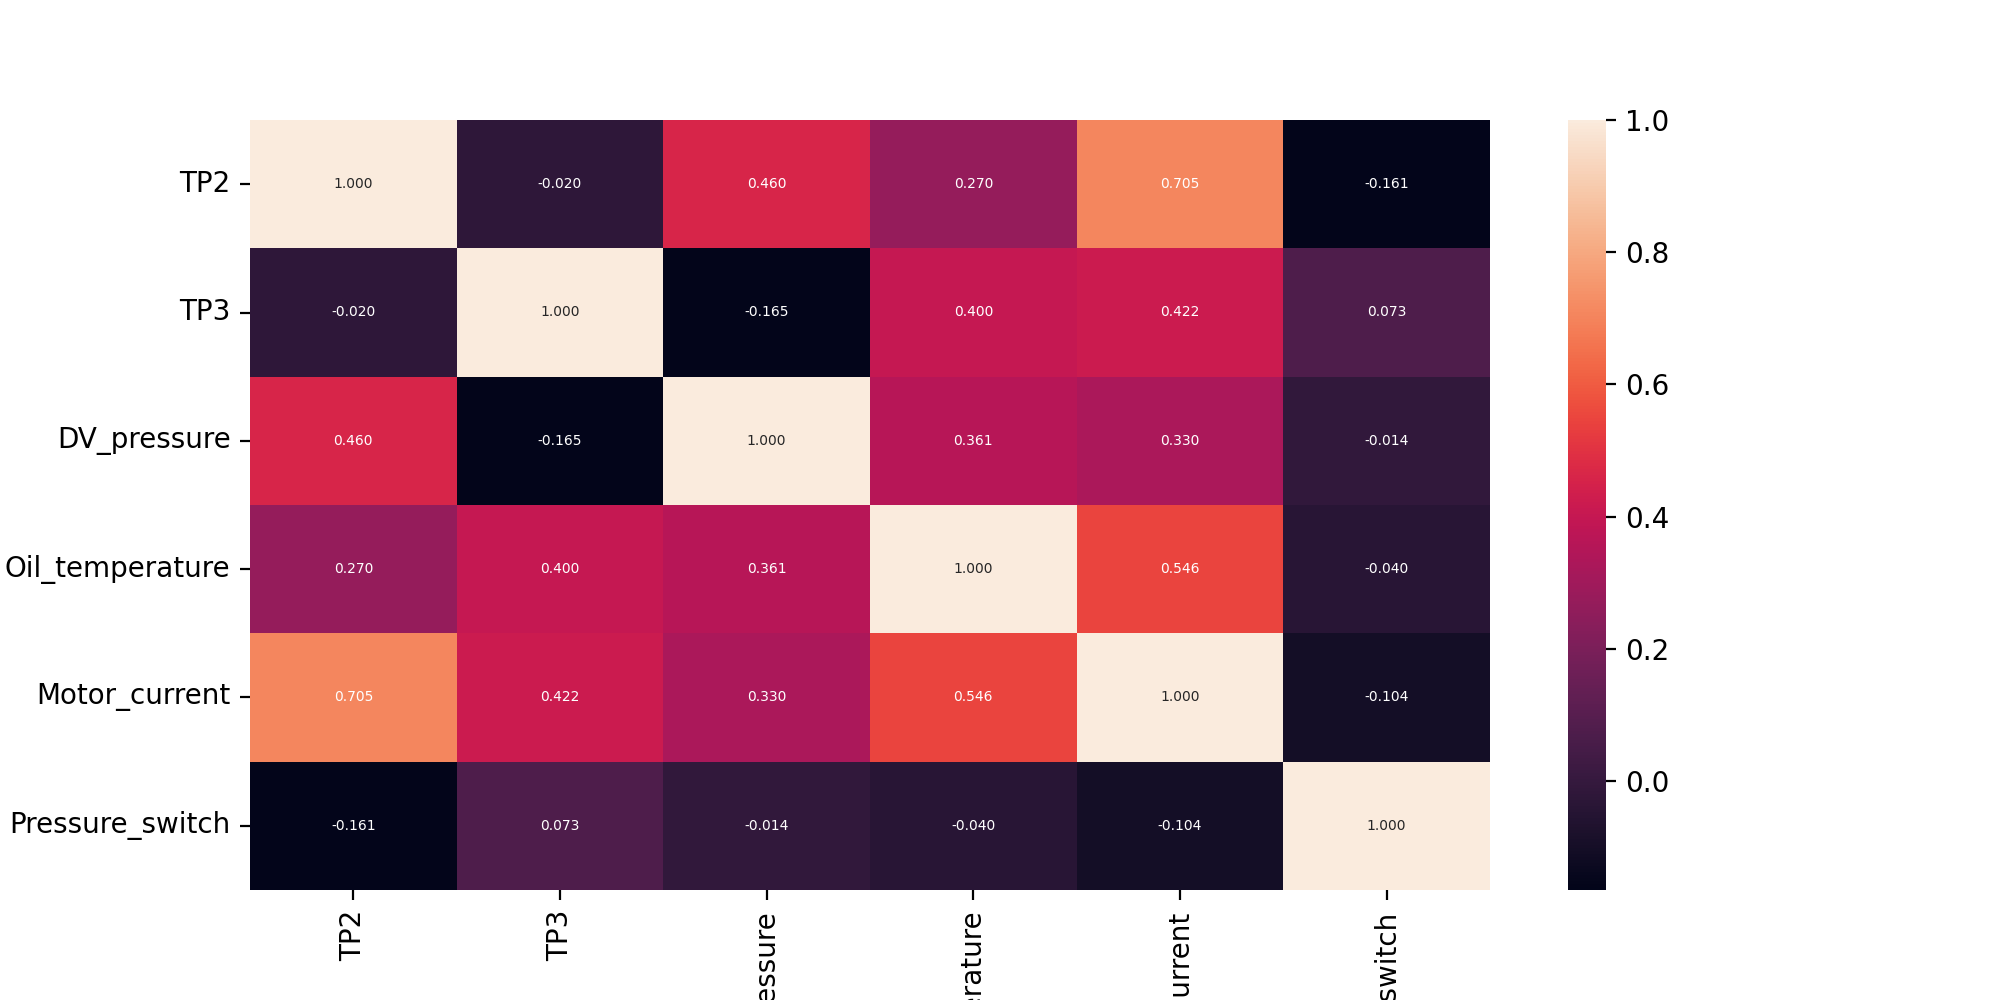 TP2 1.000 -0.020 0.460 0.270 0.705 -0.161
TP3 -0.020 1.000 -0.165 0.400 0.422 0.073
DV_pressure 0.460 -0.165 1.000 0.361 0.330 -0.014
Oil_temperature 0.270 0.400 0.361 1.000 0.546 -0.040
Motor_current 0.705 0.422 0.330 0.546 1.000 -0.104
Pressure_switch -0.161 0.073 -0.014 -0.040 -0.104 1.000
TP2
TP3
essure
erature
urrent
switch
1.0
0.8
0.6
0.4
0.2
0.0